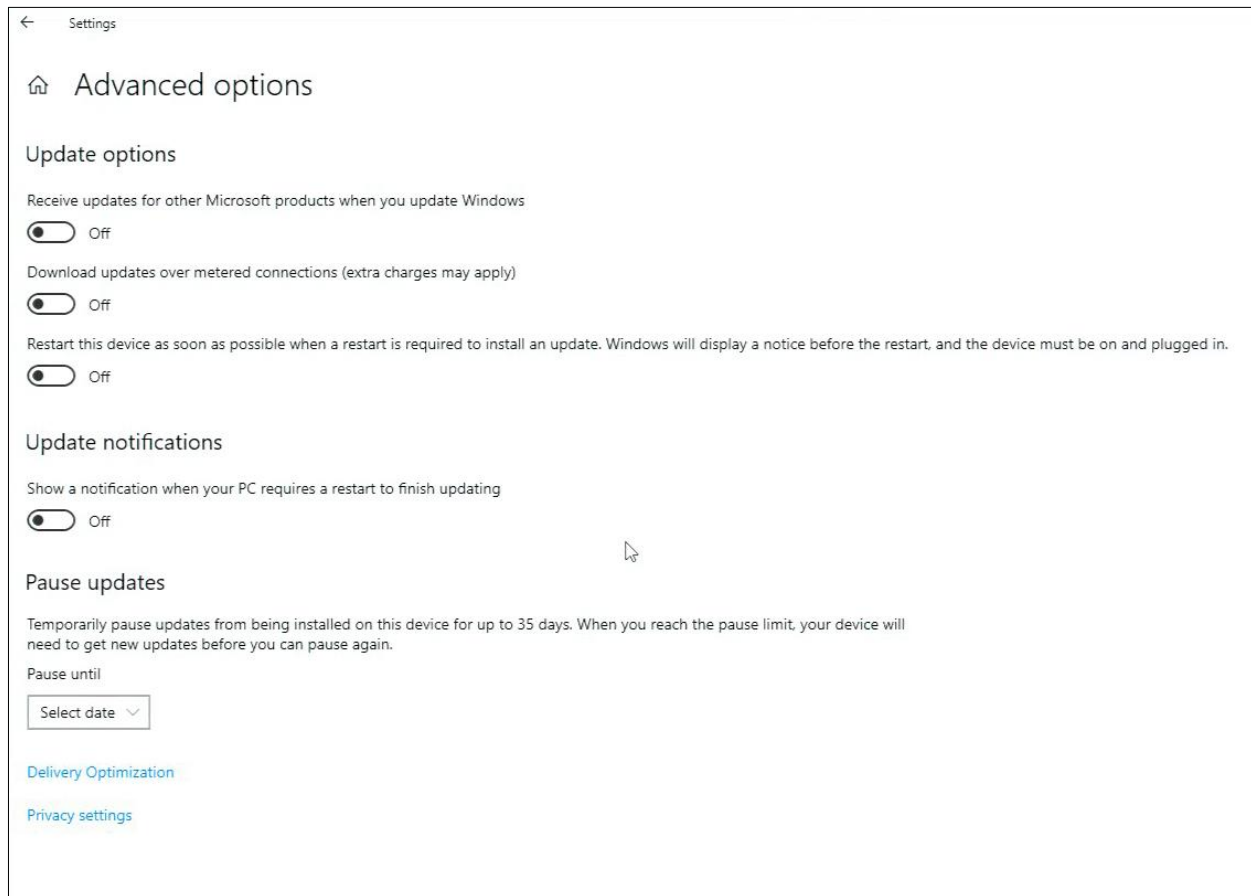 Settings
Advanced options
Update options
Receive updates for other Microsoft products when you update Windows
Off
Download updates over metered connections (extra charges may apply)
Off
Restart this device as soon as possible when a restart is required to install an update. Windows will display a notice before the restart, and the device must be on and plugged in.
Off
Update notifications
Show a notification when your PC requires a restart to finish updating
Off
Pause updates
Temporarily pause updates from being installed on this device for up to 35 days. When you reach the pause limit, your device will
need to get new updates before you can pause again.
Pause until
Select date
Delivery Optimization
Privacy settings